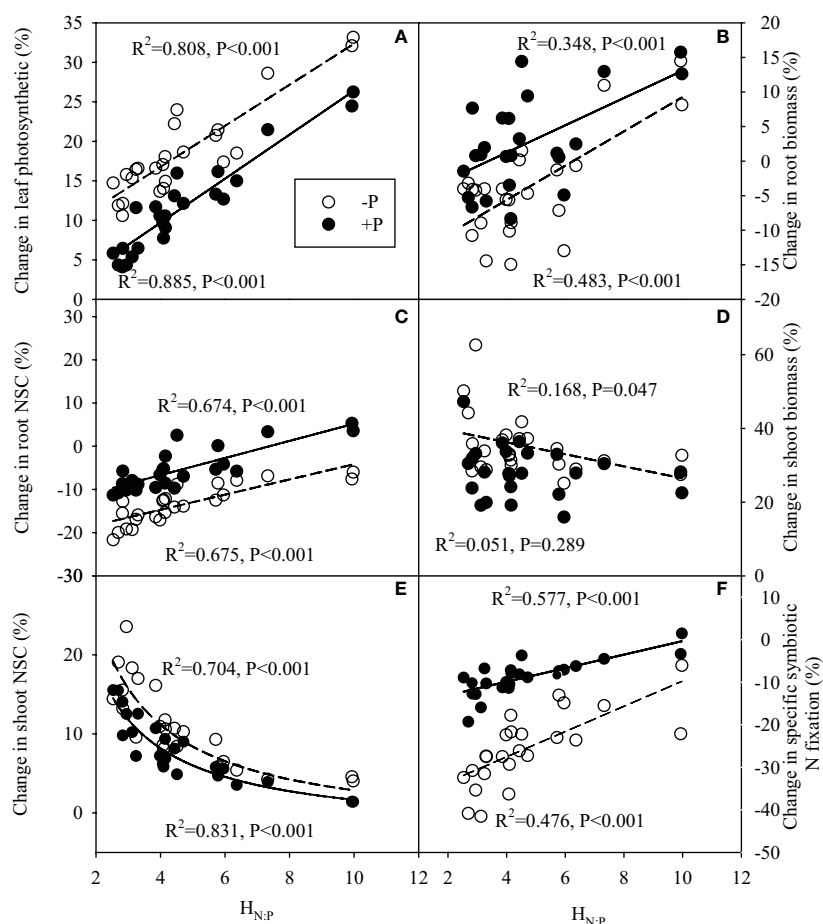 A
R²=0.808, P<0.001
R²=0.885, P<0.001
Change in leaf photosynthetic (%)
35
30
25
20
15
10
5
0
-P
+P
B
R²=0.348, P<0.001
R²=0.483, P<0.001
Change in root biomass (%)
20
15
10
5
0
-5
-10
-15
-20
C
R²=0.674, P<0.001
R²=0.675, P<0.001
Change in root NSC (%)
30
20
10
0
-10
-20
-30
D
R²=0.168, P=0.047
R²=0.051, P=0.289
Change in shoot biomass (%)
60
40
20
0
E
R²=0.704, P<0.001
R²=0.831, P<0.001
Change in shoot NSC (%)
30
20
10
0
2 4 6 8 10 12
H_N:P
F
R²=0.577, P<0.001
R²=0.476, P<0.001
Change in specific symbiotic
N fixation (%)
10
0
-10
-20
-30
-40
-50
2 4 6 8 10 12
H_N:P